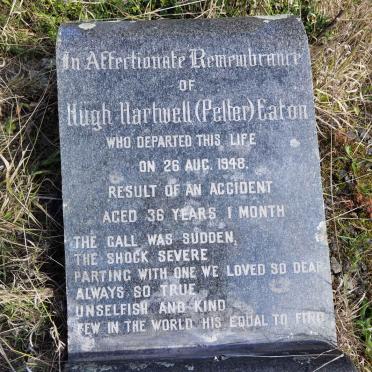 In Affectionate Remembrance
OF
Hugh Hartwell (Pelter) Eaton
WHO DEPARTED THIS LIFE
ON 26 AUG. 1948.
RESULT OF AN ACCIDENT
AGED 36 YEARS 1 MONTH
THE CALL WAS SUDDEN,
THE SHOCK SEVERE
PARTING WITH ONE WE LOVED SO DEAR
ALWAYS SO TRUE
UNSELFISH AND KIND
FEW IN THE WORLD HIS EQUAL TO FIND